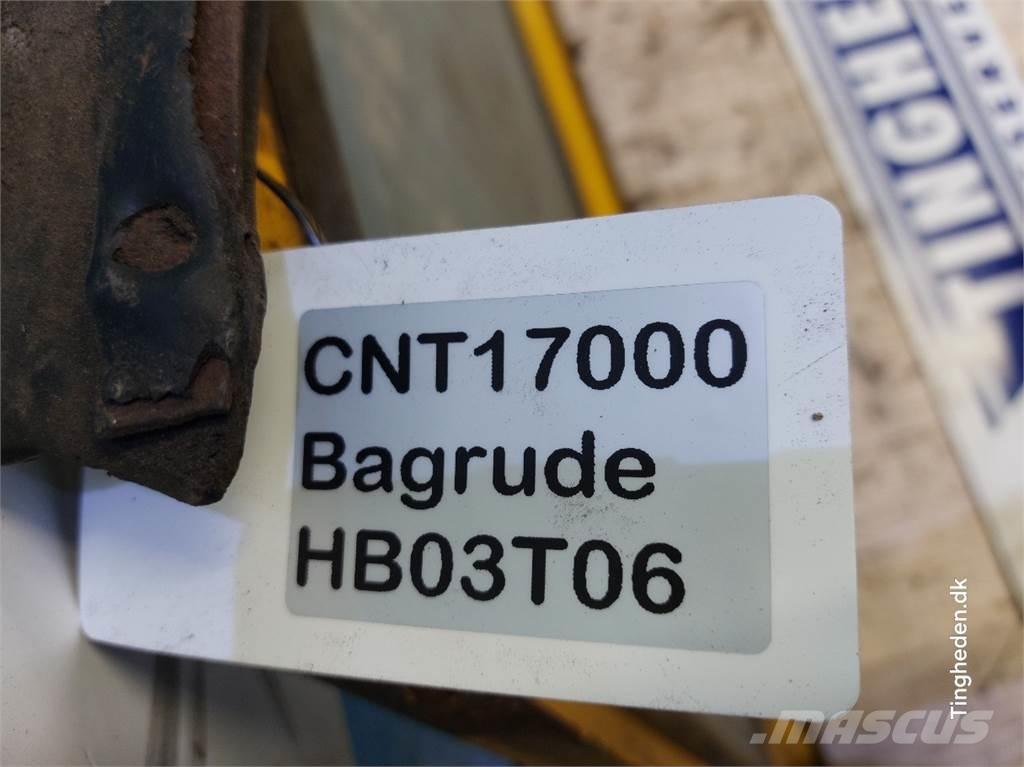 CNT17000
Bagrude
HB03T06
TINGHE
Tingheden.dk
MASCUS